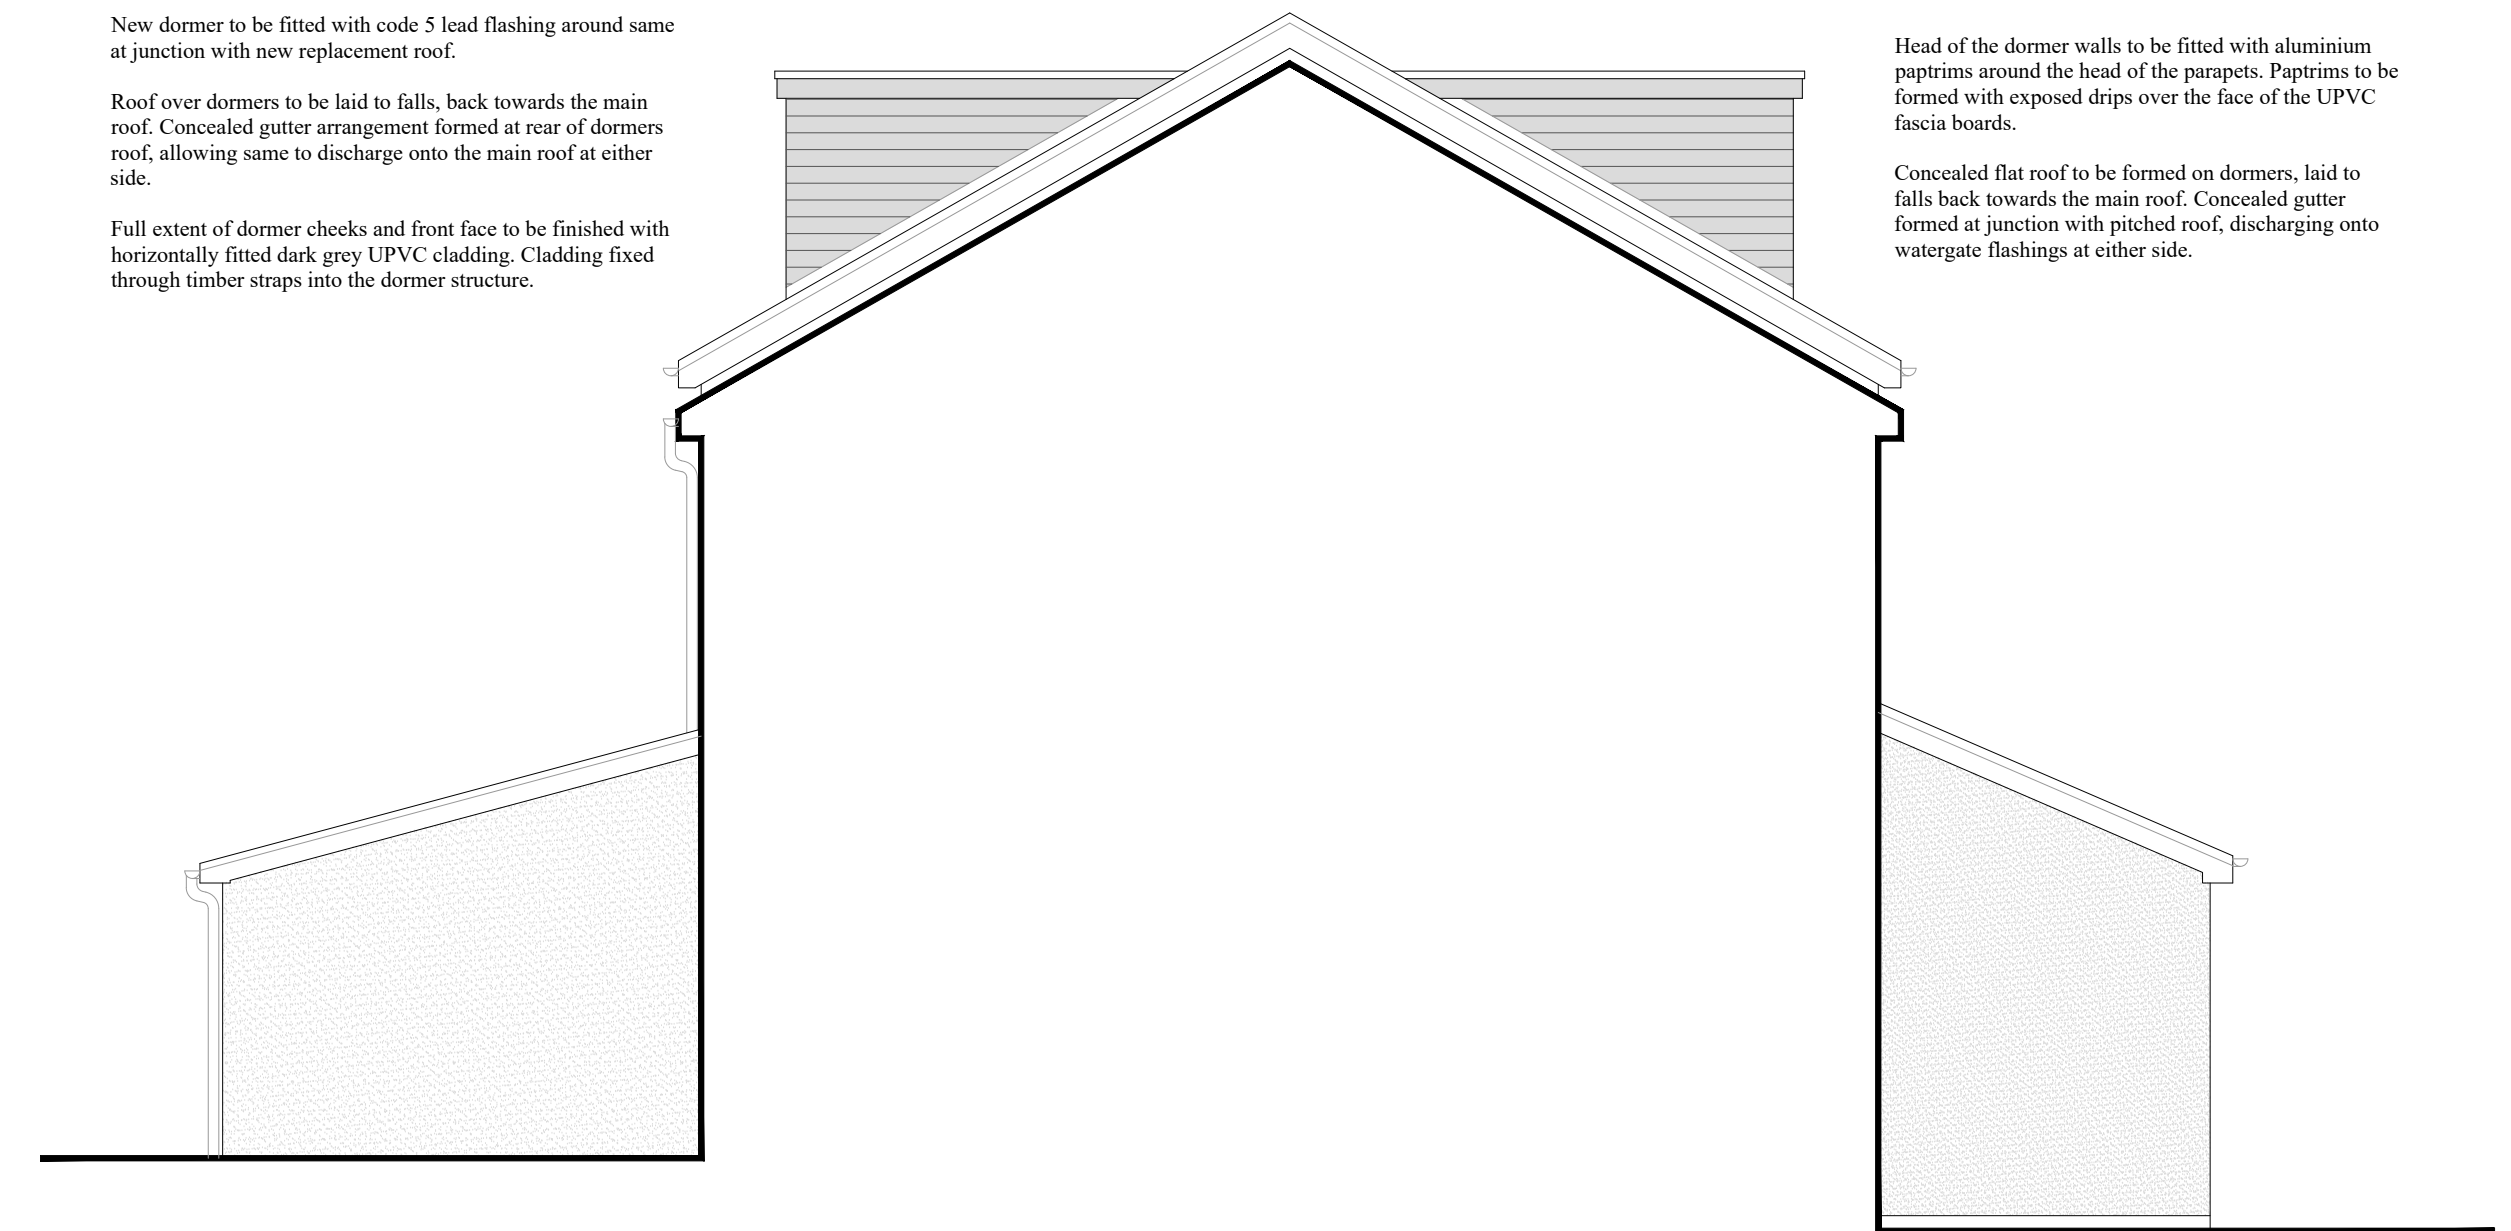 New dormer to be fitted with code 5 lead flashing around same
at junction with new replacement roof.
Roof over dormers to be laid to falls, back towards the main
roof. Concealed gutter arrangement formed at rear of dormers
roof, allowing same to discharge onto the main roof at either
side.
Full extent of dormer cheeks and front face to be finished with
horizontally fitted dark grey UPVC cladding. Cladding fixed
through timber straps into the dormer structure.
Head of the dormer walls to be fitted with aluminium
paptrims around the head of the parapets. Paptrims to be
formed with exposed drips over the face of the UPVC
fascia boards.
Concealed flat roof to be formed on dormers, laid to
falls back towards the main roof. Concealed gutter
formed at junction with pitched roof, discharging onto
watergate flashings at either side.